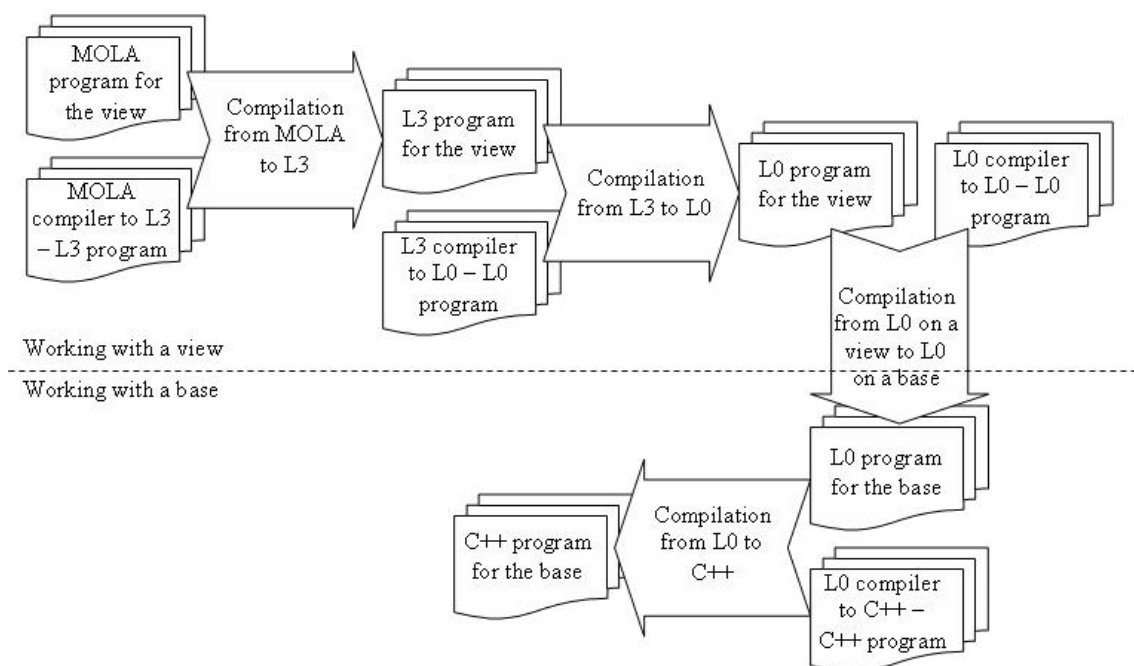 MOLA
program for
the view
MOLA
compiler to L3
– L3 program
Compilation
from MOLA
to L3
L3 program
for the view
L3 compiler
to L0 – L0
program
Compilation
from L3 to L0
L0 program
for the view
L0 compiler
to L0 – L0
program
Compilation
from L0 on a
view to L0
on a base
Working with a view
Working with a base
L0 program
for the base
L0 compiler
to C++ –
C++ program
Compilation
from L0 to
C++
C++ program
for the base